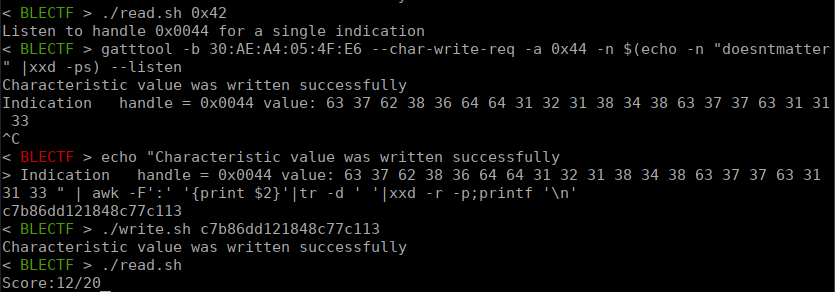 < BLECTF > ./read.sh 0x42
Listen to handle 0x0044 for a single indication
< BLECTF > gatttool -b 30:AE:A4:05:4F:E6 --char-write-req -a 0x44 -n $(echo -n "doesntmatter
" |xxd -ps) --listen
Characteristic value was written successfully
Indication   handle = 0x0044 value: 63 37 62 38 36 64 64 31 32 31 38 34 38 63 37 37 63 31 31
 33
^C
< BLECTF > echo "Characteristic value was written successfully
> Indication   handle = 0x0044 value: 63 37 62 38 36 64 64 31 32 31 38 34 38 63 37 37 63 31
31 33 " | awk -F':' '{print $2}'|tr -d ' '|xxd -r -p;printf '\n'
c7b86dd121848c77c113
< BLECTF > ./write.sh c7b86dd121848c77c113
Characteristic value was written successfully
< BLECTF > ./read.sh
Score:12/20